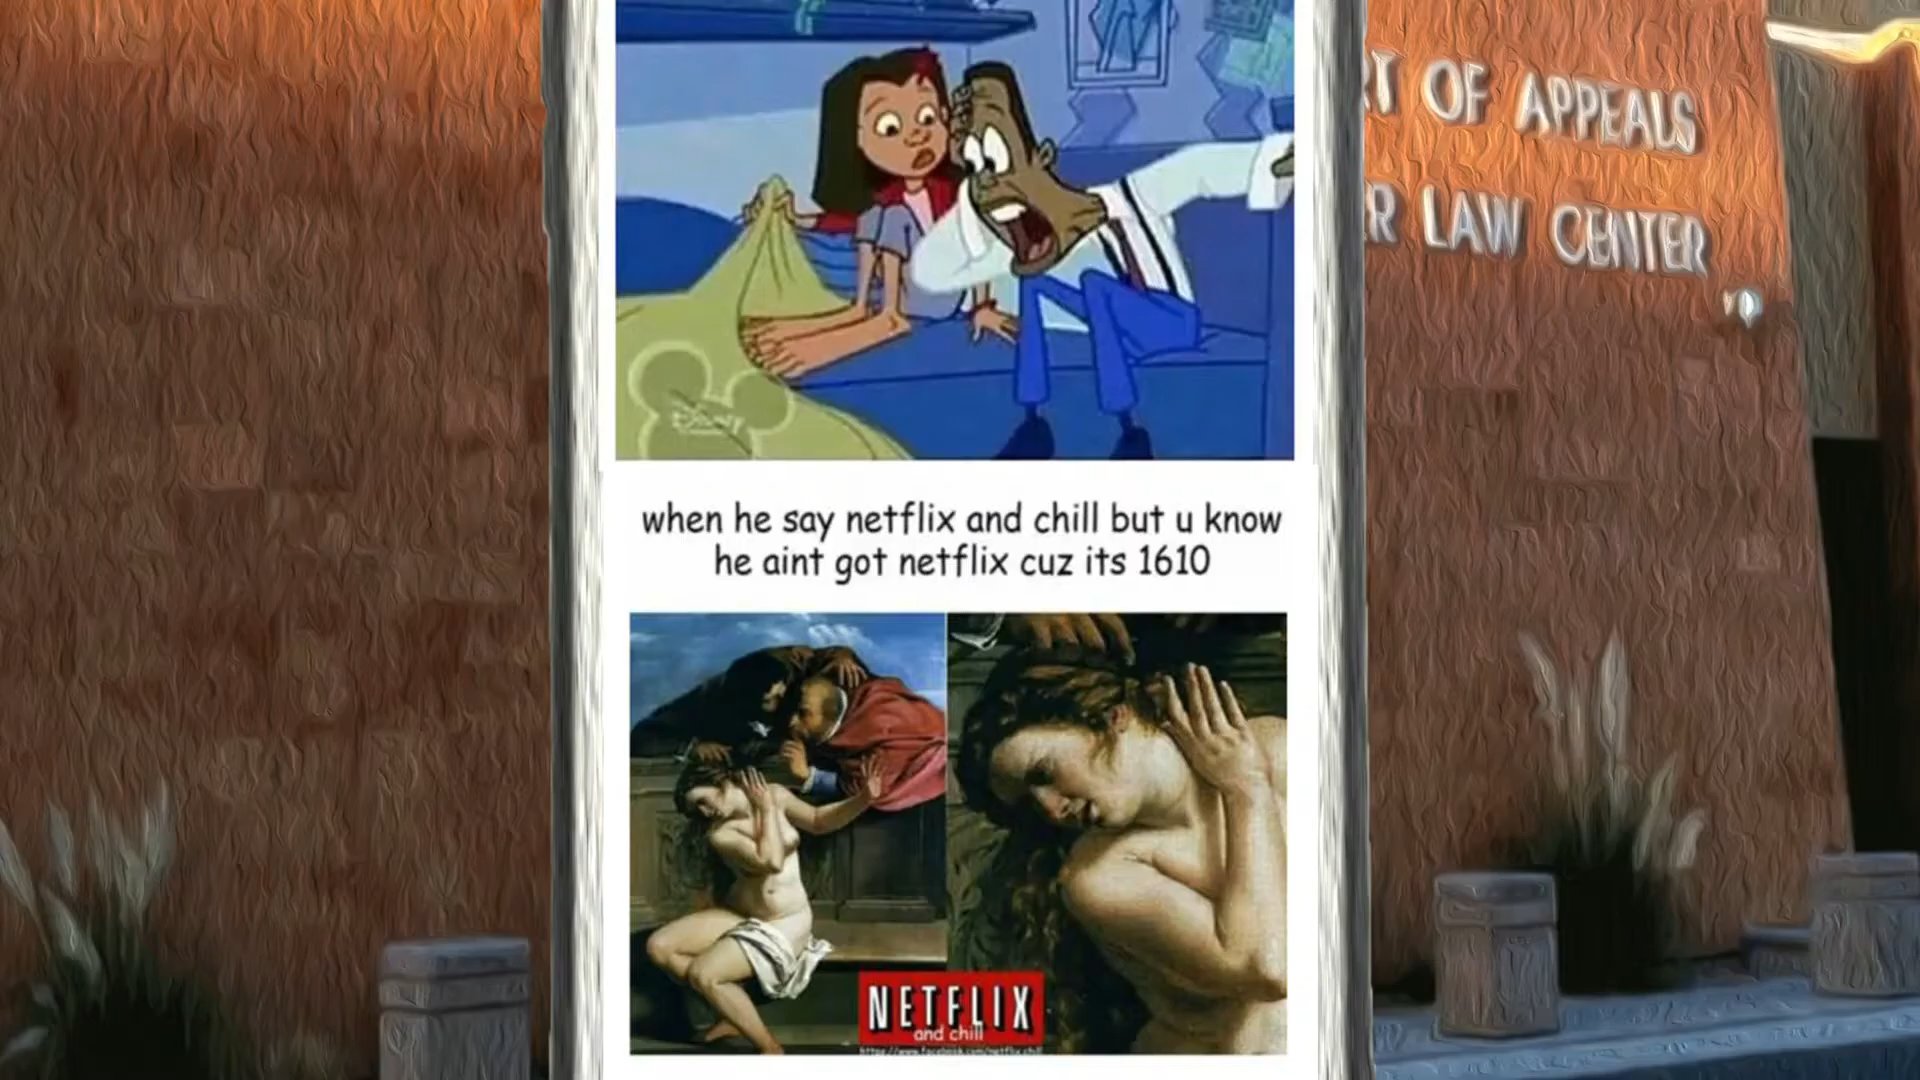 RT OF APPEALS
R LAW CENTER
Disney
when he say netflix and chill but u know
he aint got netflix cuz its 1610
NETFLIX
and chill